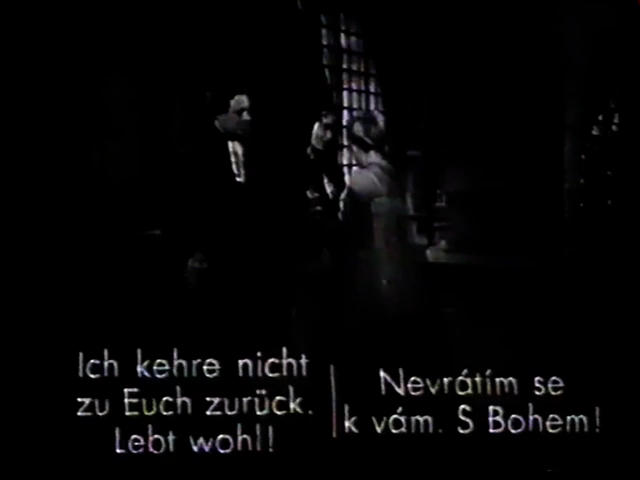 Ich kehre nicht
zu Euch zurück.
Lebt wohl!
Nevrátím se
k vám. S Bohem!